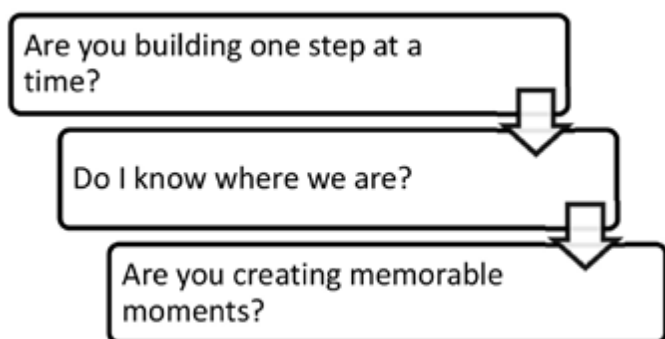 Are you building one step at a
time?
Do I know where we are?
Are you creating memorable
moments?